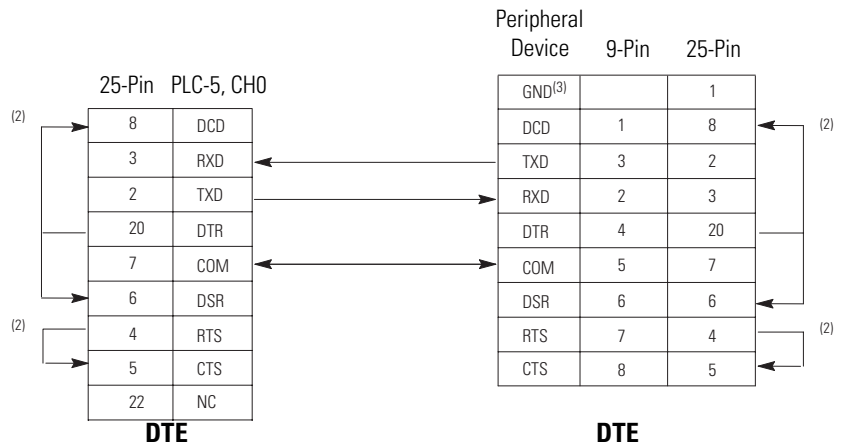 Peripheral
Device 9-Pin 25-Pin
25-Pin PLC-5, CH0
(2)
8 DCD
3 RXD
2 TXD
20 DTR
7 COM
6 DSR
(2)
4 RTS
5 CTS
22 NC
DTE
GND(3) 1
DCD 1 8
(2)
TXD 3 2
RXD 2 3
DTR 4 20
COM 5 7
DSR 6 6
RTS 7 4
(2)
CTS 8 5
DTE